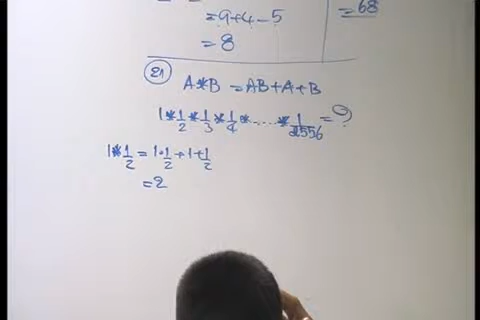 = 9+4-5
= 68
= 8
21 A*B = AB+A+B
1*1/2*1/3*1/4*.....*1/2556 = ?
1*1/2 = 1·1/2+1+1/2
= 2